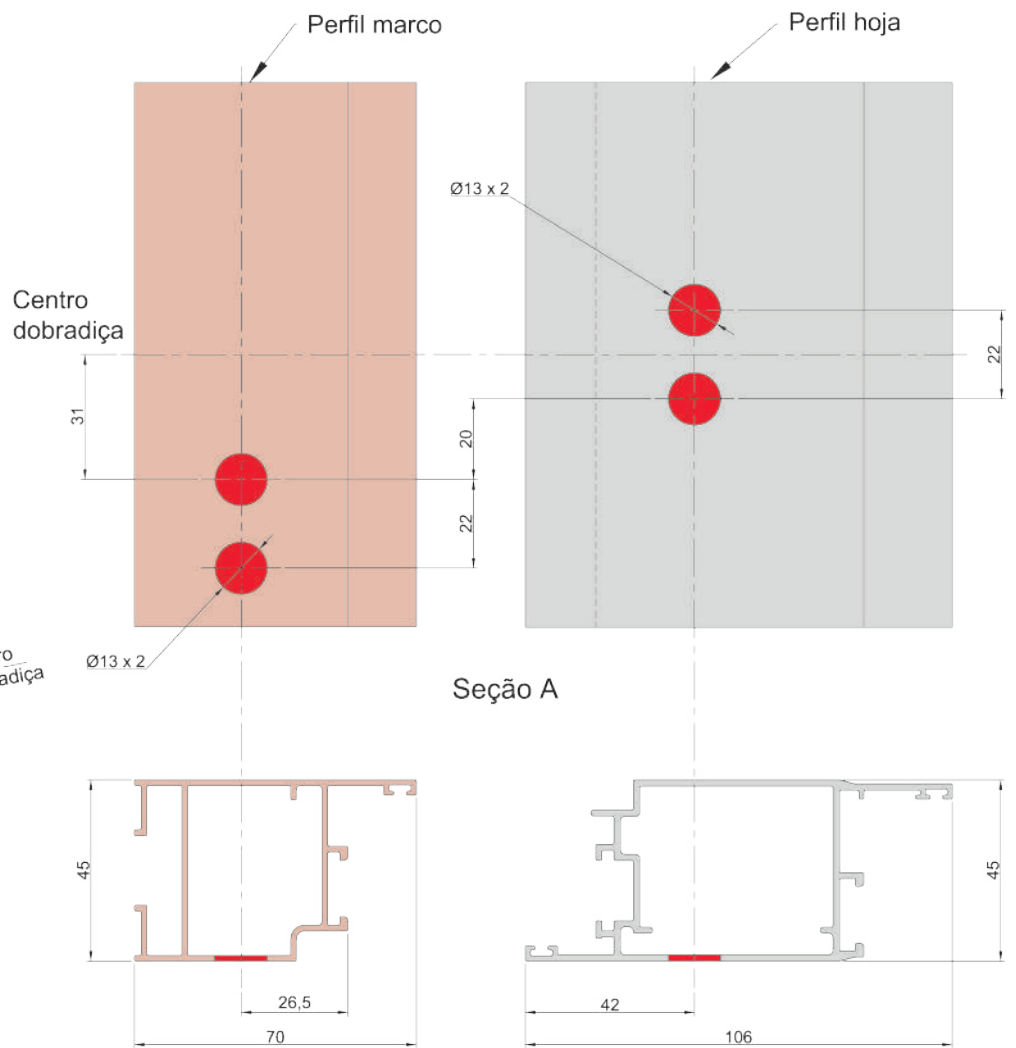 Perfil marco
Perfil hoja
Ø13 x 2
Centro
dobradiça
31
20
22
22
Ø13 x 2
Seção A
45
45
26,5
70
42
106